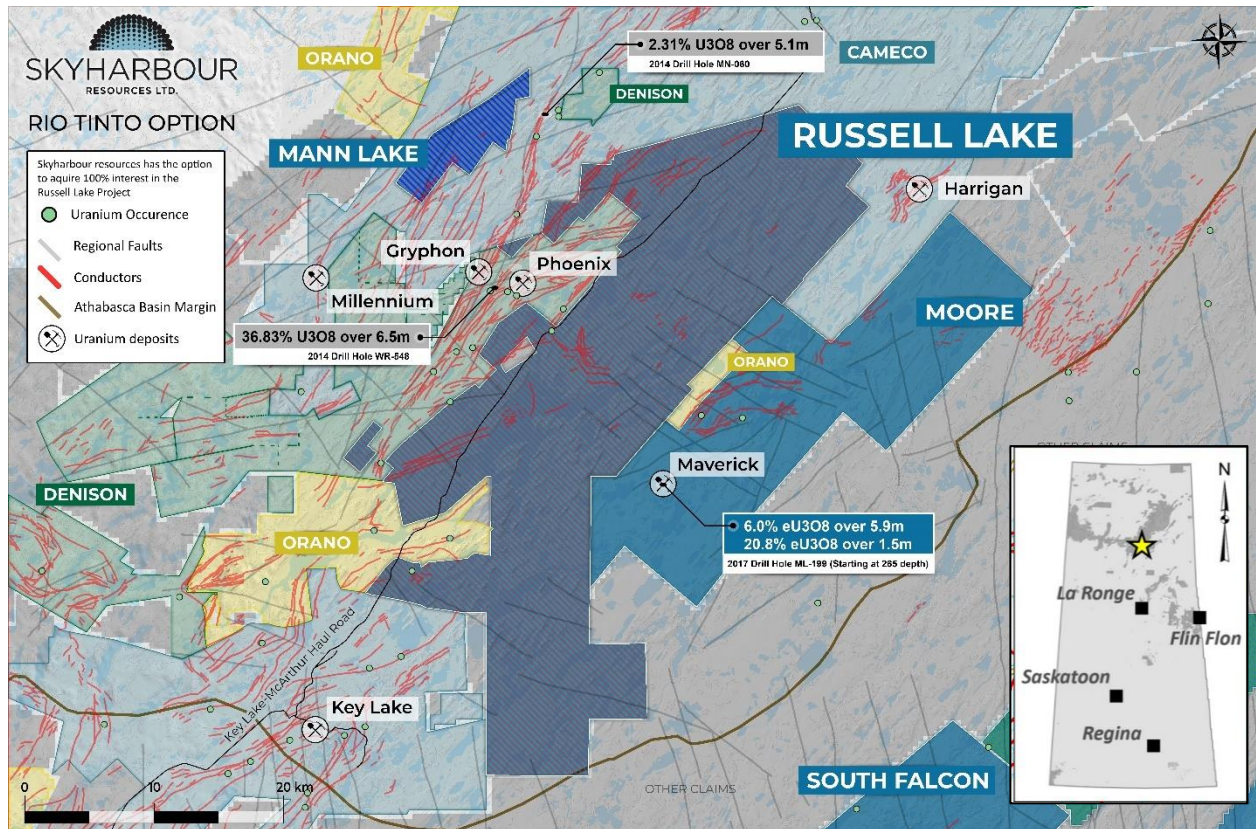 SKYHARBOUR
RESOURCES LTD.
RIO TINTO OPTION
Skyharbour resources has the option
to aquire 100% interest in the
Russell Lake Project
Uranium Occurence
Regional Faults
Conductors
Athabasca Basin Margin
Uranium deposits
ORANO
2.31% U3O8 over 5.1m
2014 Drill Hole MN-060
CAMECO
DENISON
MANN LAKE
RUSSELL LAKE
Harrigan
Gryphon
Phoenix
Millennium
MOORE
36.83% U3O8 over 6.5m
2014 Drill Hole WR-548
ORANO
Maverick
OTHER CLAIMS
DENISON
ORANO
6.0% eU3O8 over 5.9m
20.8% eU3O8 over 1.5m
2017 Drill Hole ML-199 (Starting at 265 depth)
Key Lake-McArthur Haul Road
Key Lake
SOUTH FALCON
OTHER CLAIMS
0 10 20 km
N
La Ronge
Flin Flon
Saskatoon
Regina